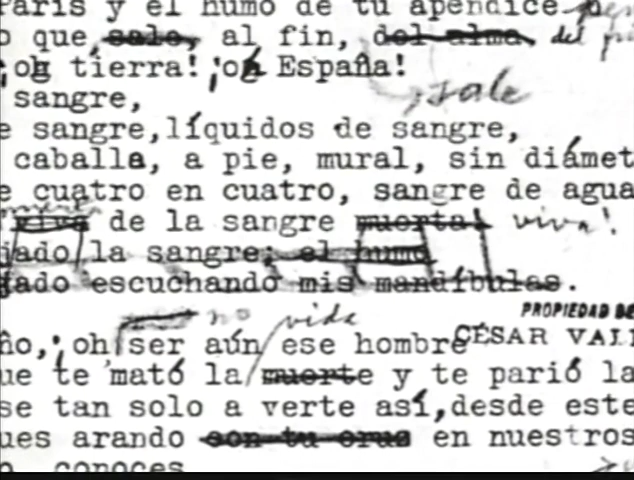 París y el humo de tu apéndice
que sale, al fin, del alma, del
¡oh tierra! ¡oh España!
sale
sangre,
sangre, líquidos de sangre,
caballa, a pie, mural, sin diámet
e cuatro en cuatro, sangre de agua
viva de la sangre muerta! viva!
jado la sangre; el humo
jado escuchando mis mandíbulas.
no vida
PROPIEDAD DE
ño, ¡oh ser aún ese hombre
CÉSAR VALL
ue te mató la muerte y te parió la
se tan solo a verte así, desde este
ues arando con tu cruz en nuestros
o conoces